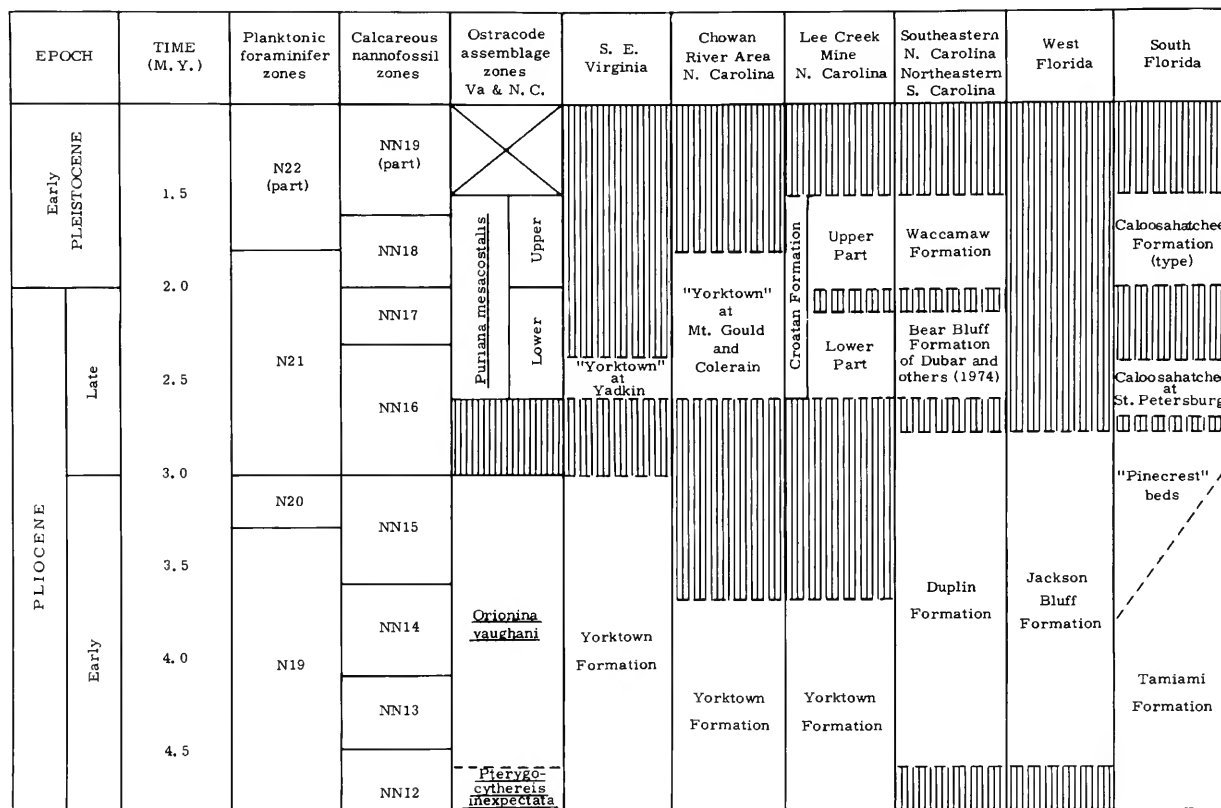 EPOCH
TIME
(M.Y.)
Planktonic
foraminifer
zones
Calcareous
nannofossil
zones
Ostracode
assemblage
zones
Va & N. C.
S. E.
Virginia
Chowan
River Area
N. Carolina
Lee Creek
Mine
N. Carolina
Southeastern
N. Carolina
Northeastern
S. Carolina
West
Florida
South
Florida
Early
PLEISTOCENE
PLIOCENE
Late
Early
1.5
2.0
2.5
3.0
3.5
4.0
4.5
N22
(part)
N21
N20
N19
NN19
(part)
NN18
NN17
NN16
NN15
NN14
NN13
NN12
Puriana mesacostalis
Upper
Lower
Orionina
vaughani
Pterygo-
cythereis
inexpectata
"Yorktown"
at
Yadkin
Yorktown
Formation
"Yorktown"
at
Mt. Gould
and
Colerain
Yorktown
Formation
Croatan Formation
Upper
Part
Lower
Part
Yorktown
Formation
Waccamaw
Formation
Bear Bluff
Formation
of Dubar and
others (1974)
Duplin
Formation
Jackson
Bluff
Formation
Caloosahatchee
Formation
(type)
Caloosahatchee
at
St. Petersburg
"Pinecrest"
beds
Tamiami
Formation